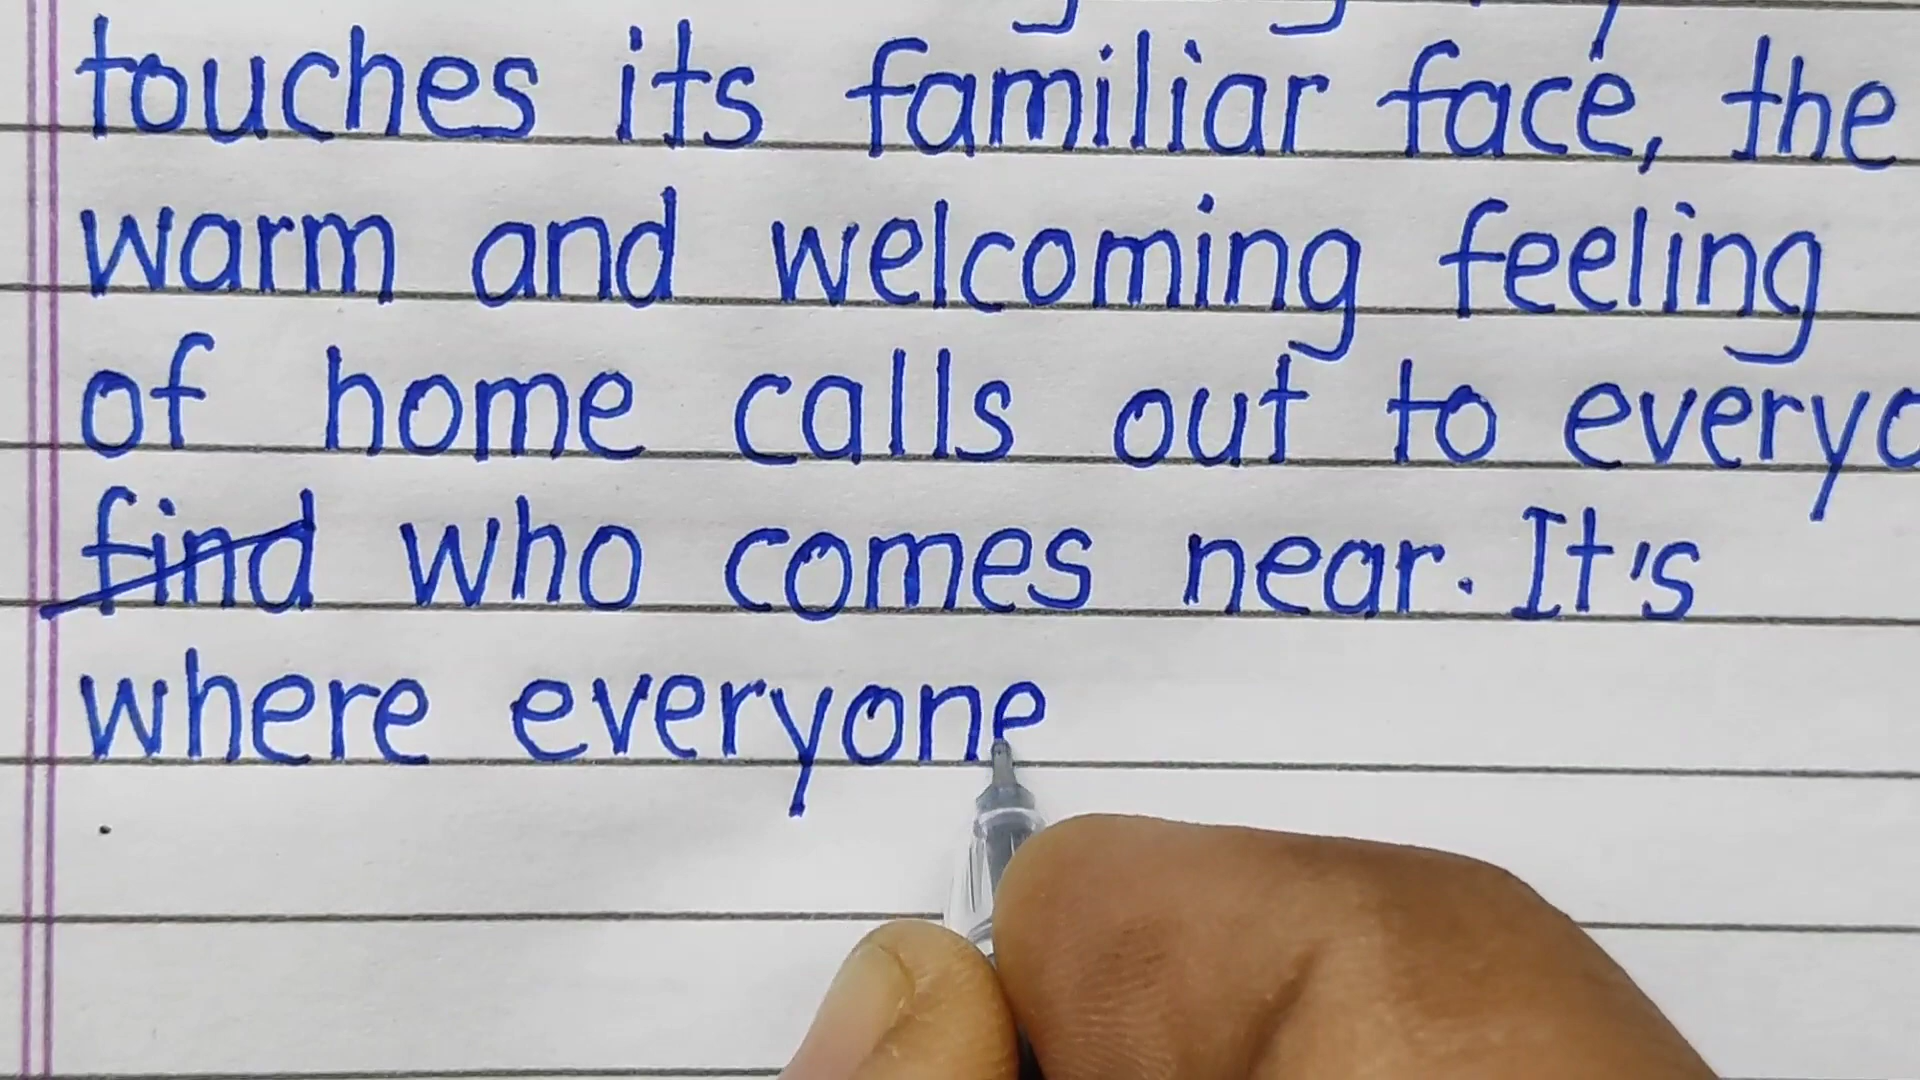 touches its familiar face, the
warm and welcoming feeling
of home calls out to everyo
find who comes near. It's
where everyone